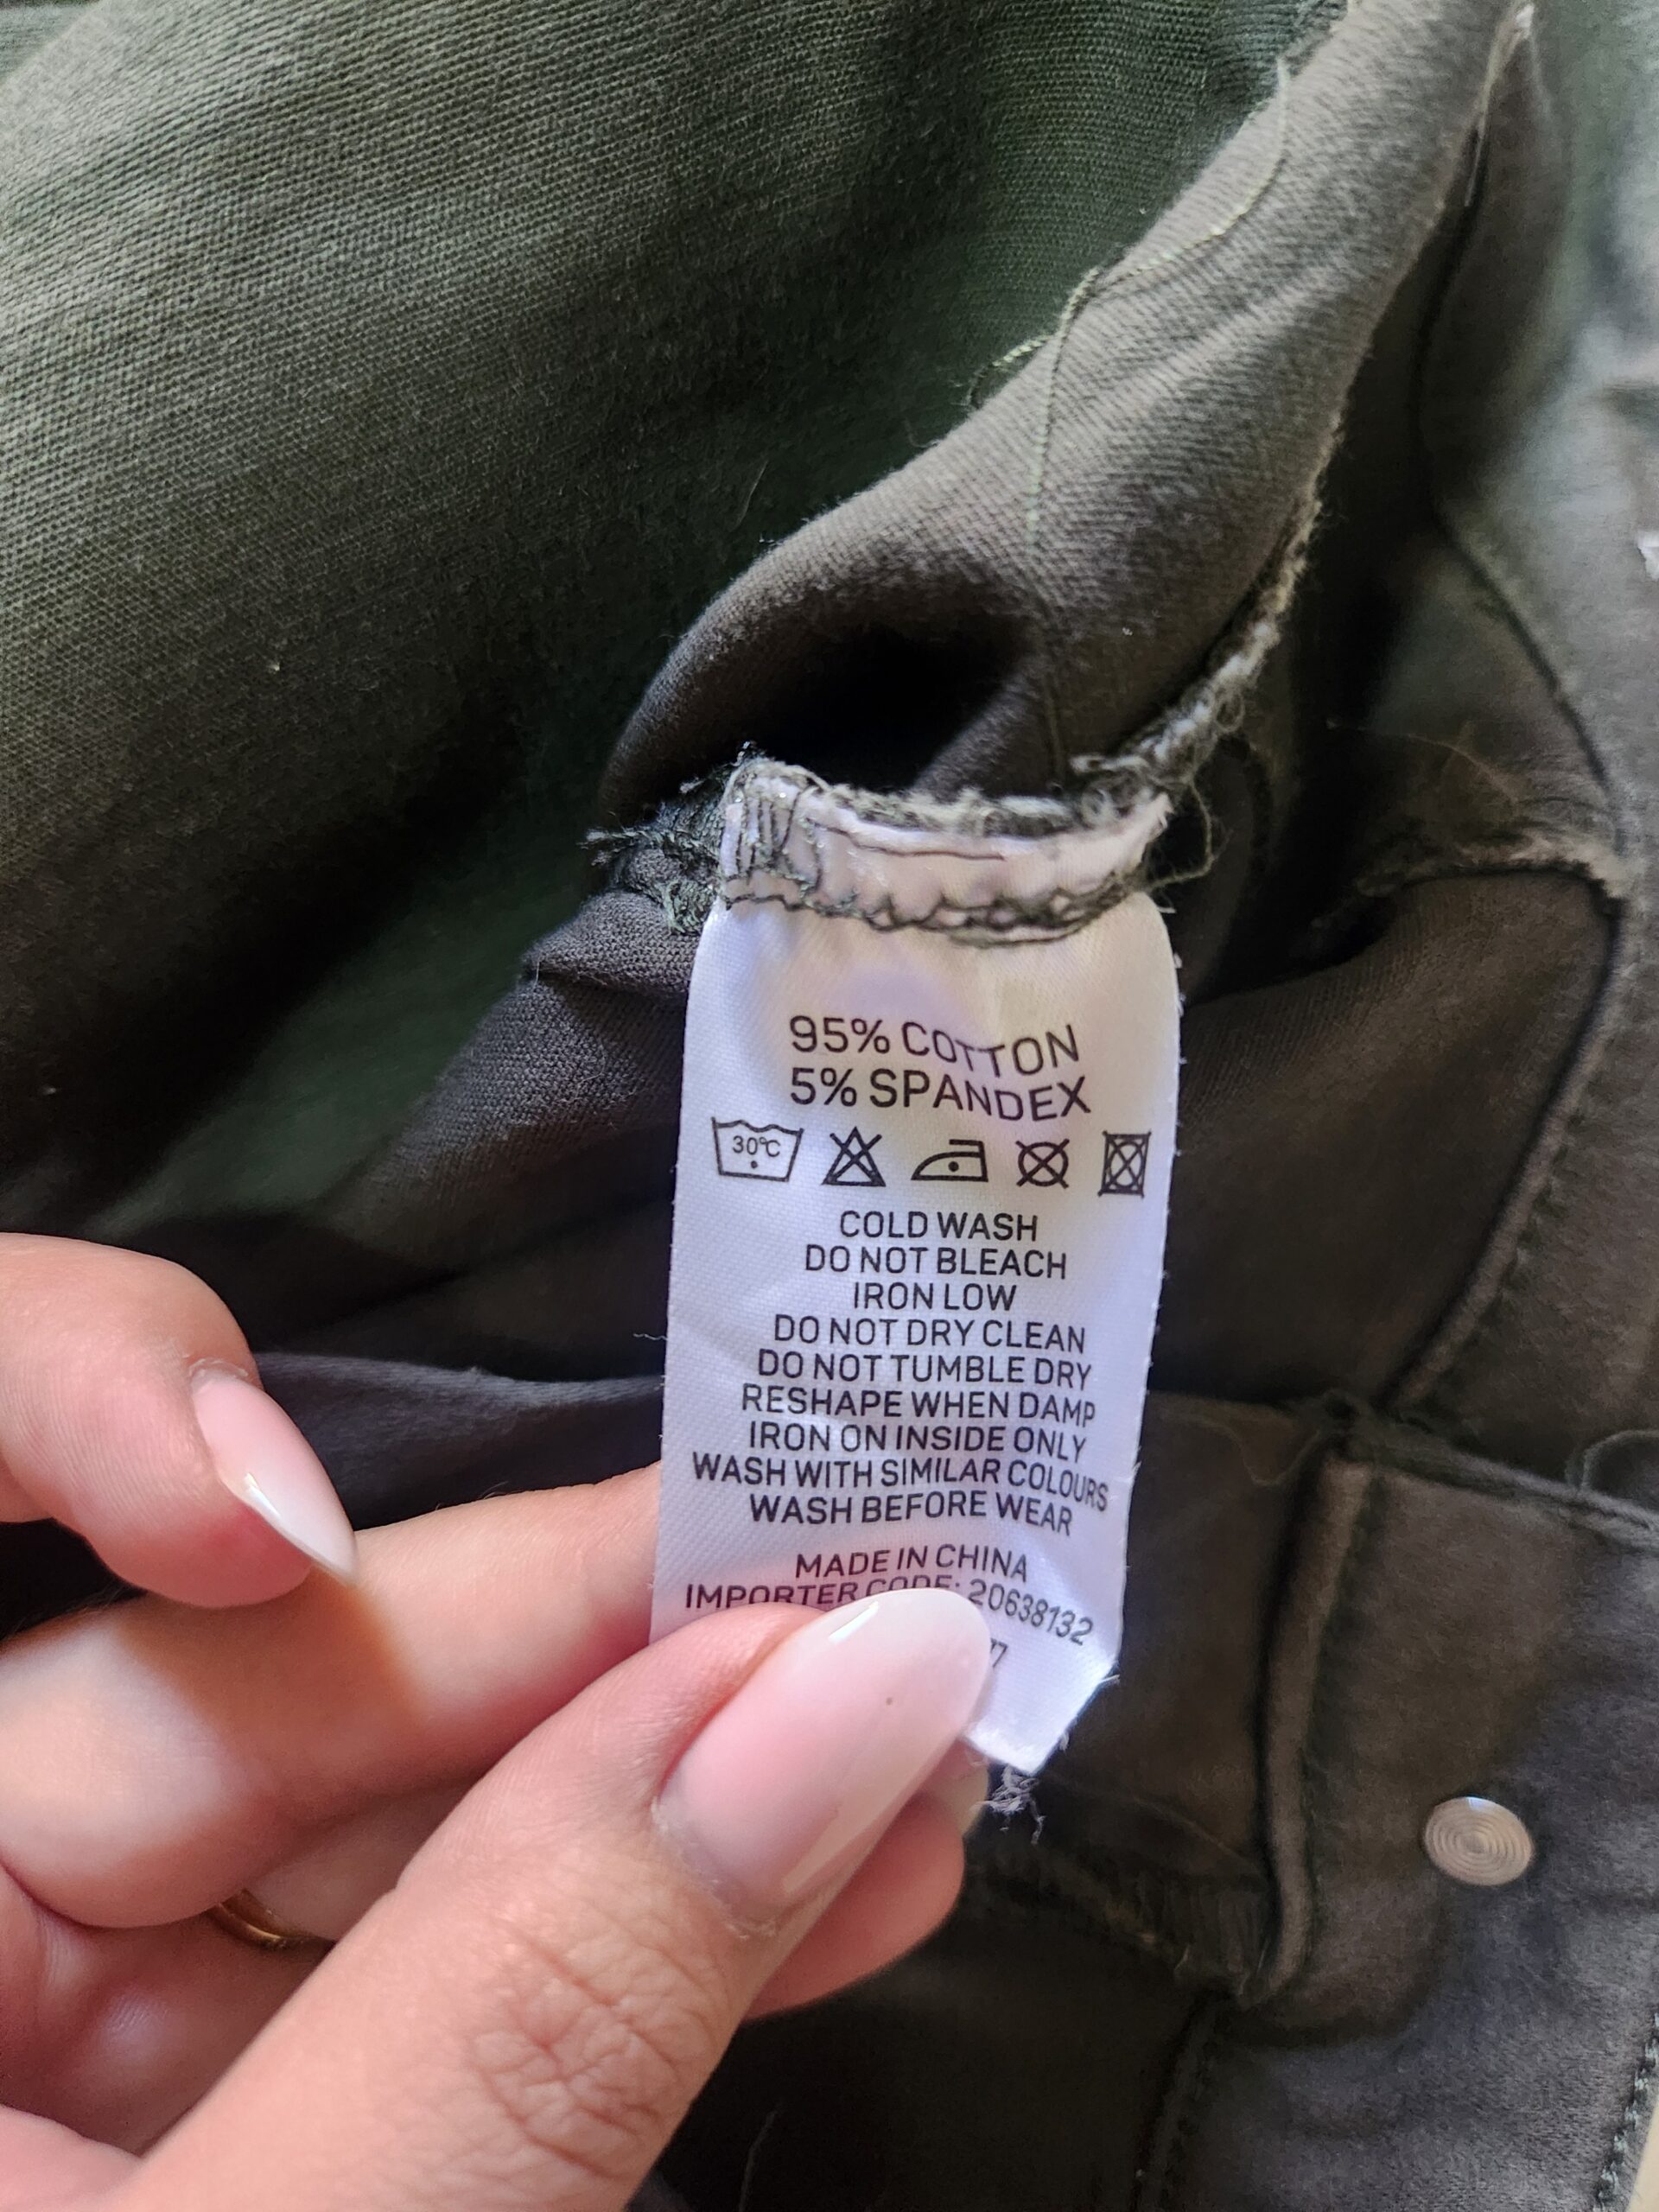 95% COTTON
5% SPANDEX
30°C
COLD WASH
DO NOT BLEACH
IRON LOW
DO NOT DRY CLEAN
DO NOT TUMBLE DRY
RESHAPE WHEN DAMP
IRON ON INSIDE ONLY
WASH WITH SIMILAR COLOURS
WASH BEFORE WEAR
MADE IN CHINA
IMPORTER CODE: 20638132